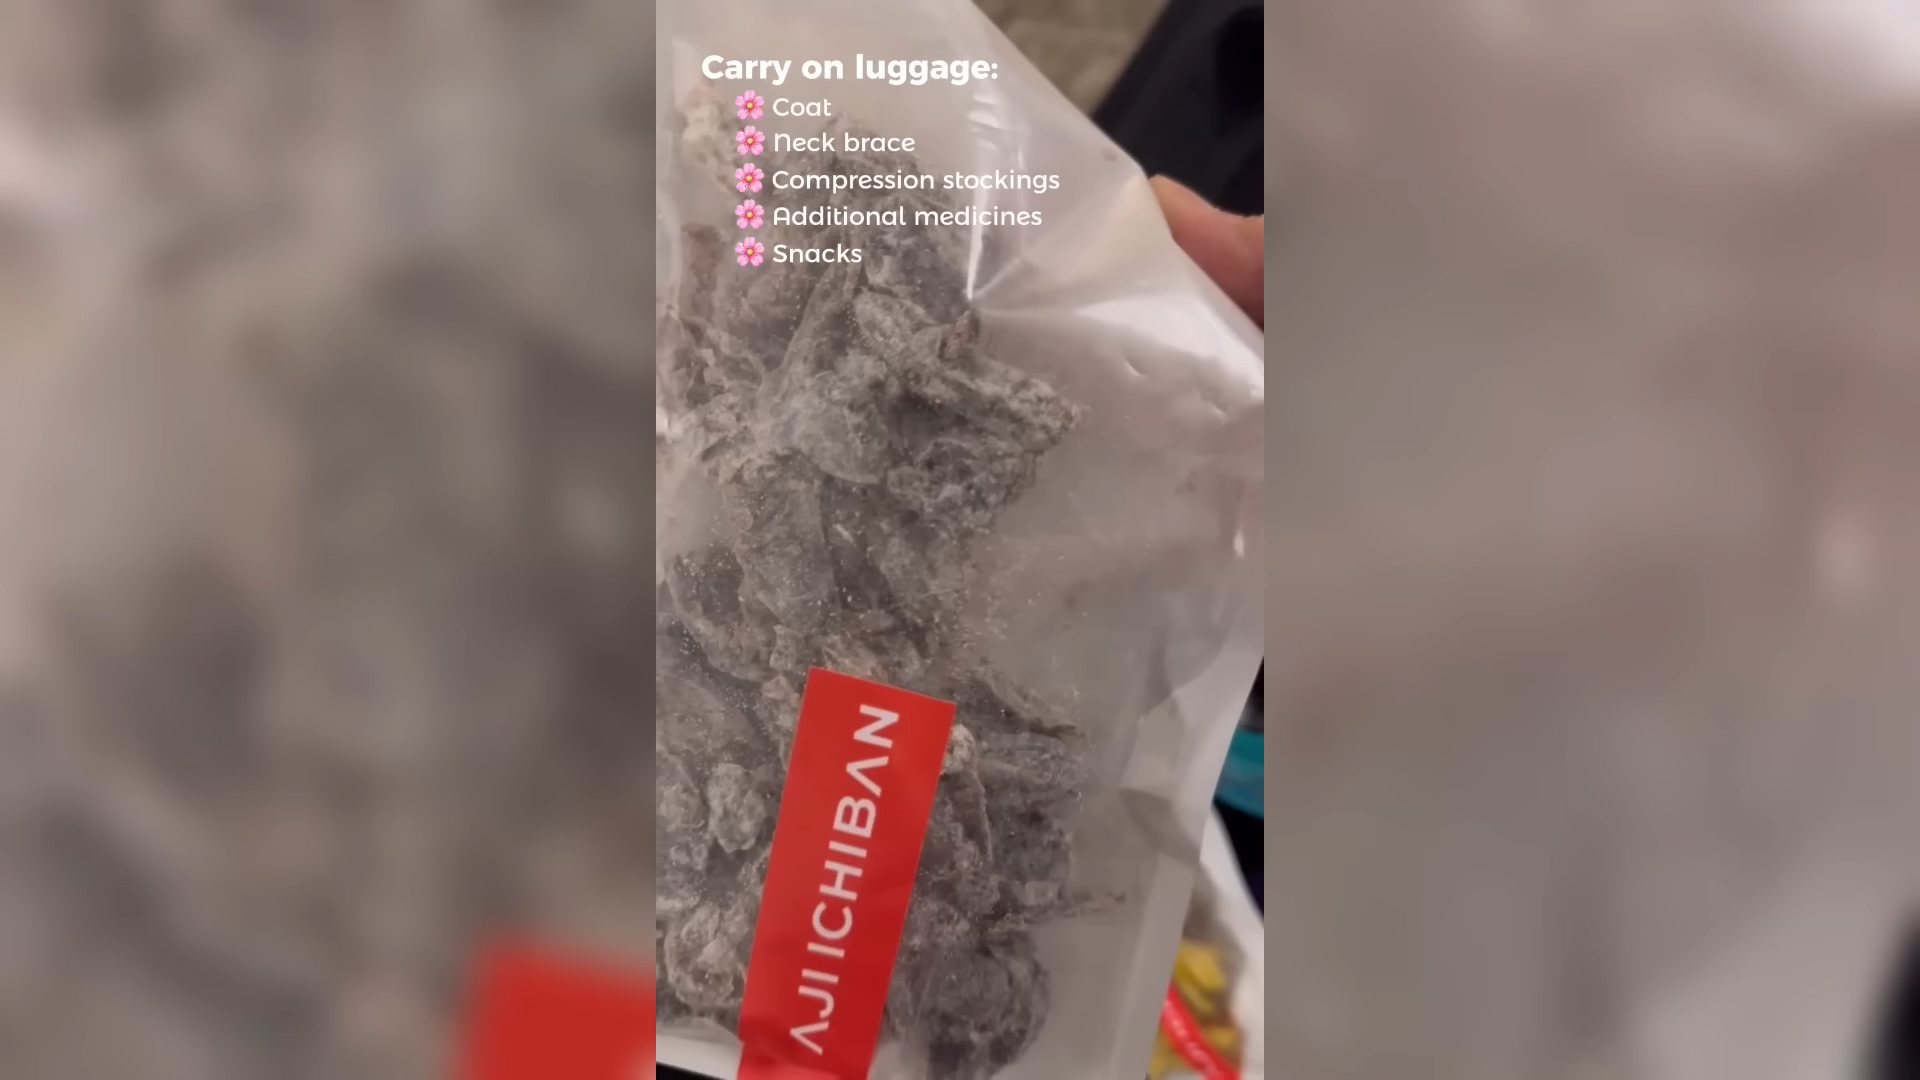 Carry on luggage:
🌸 Coat
🌸 Neck brace
🌸 Compression stockings
🌸 Additional medicines
🌸 Snacks
AJI ICHIBAN